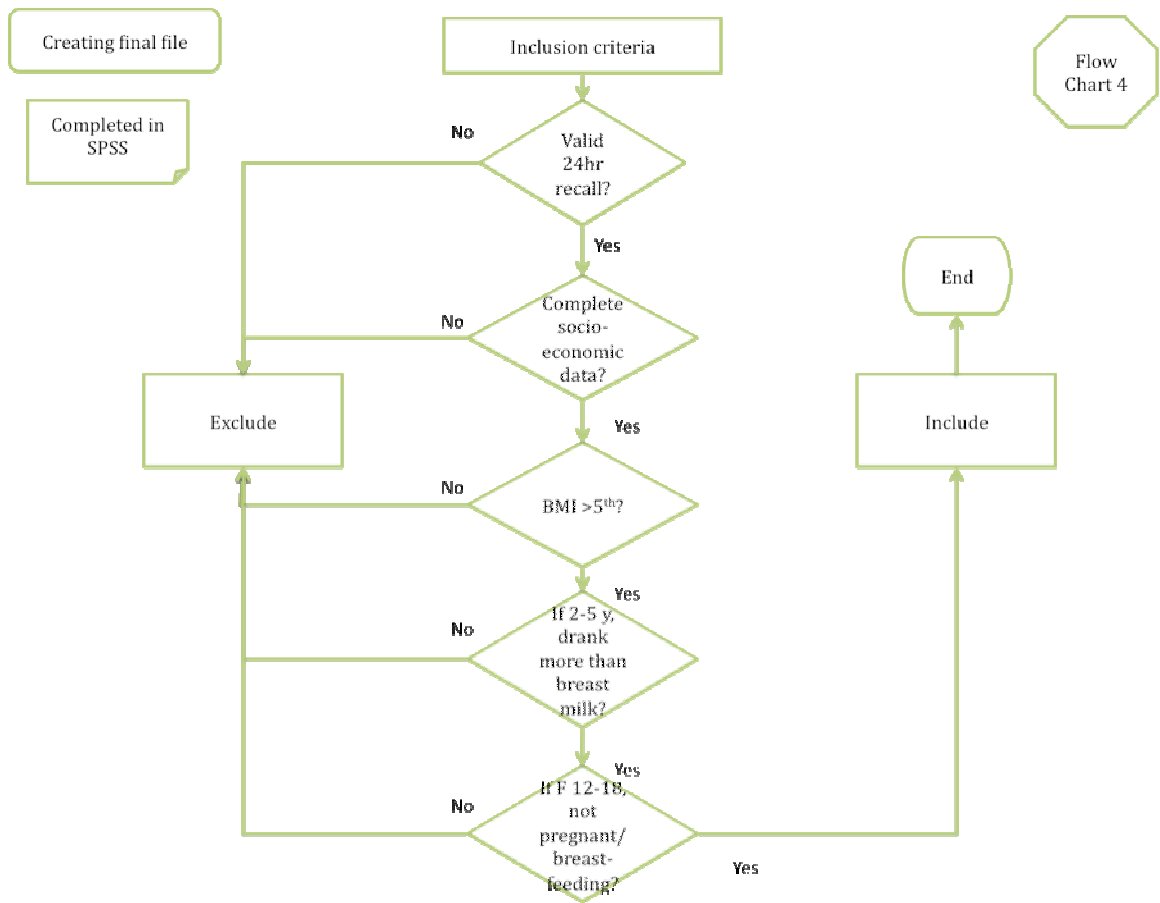 Creating final file
Inclusion criteria
Flow
Chart 4
Completed in
SPSS
No
Valid
24hr
recall?
Yes
End
No
Complete
socio-
economic
data?
Exclude
Include
Yes
No
BMI >5th?
Yes
No
If 2-5 y,
drank
more than
breast
milk?
Yes
No
If F 12-18,
not
pregnant/
breast-
feeding?
Yes